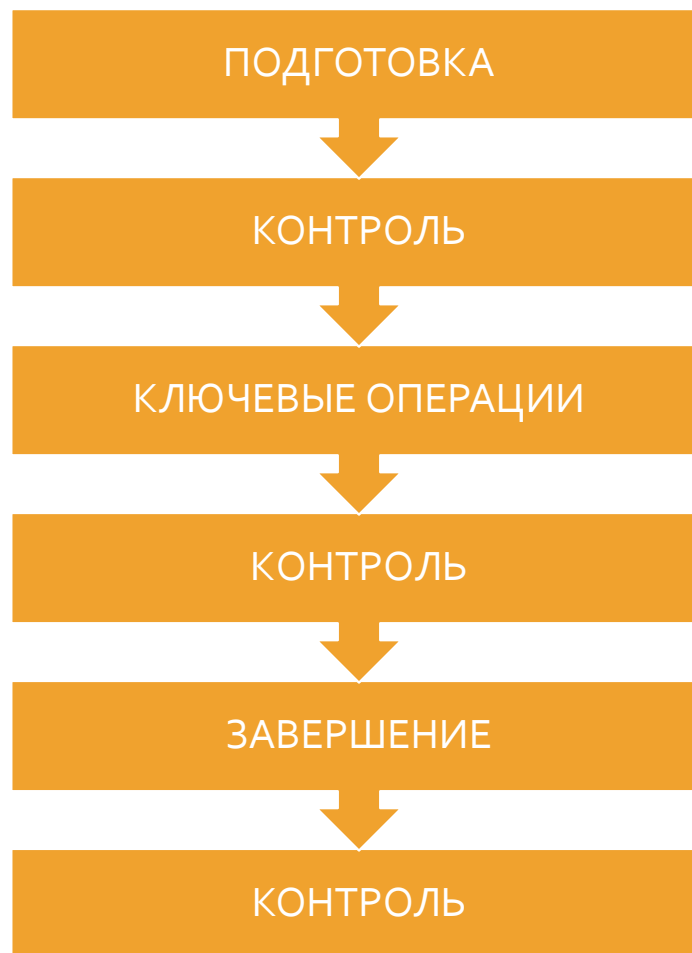 ПОДГОТОВКА
КОНТРОЛЬ
КЛЮЧЕВЫЕ ОПЕРАЦИИ
КОНТРОЛЬ
ЗАВЕРШЕНИЕ
КОНТРОЛЬ